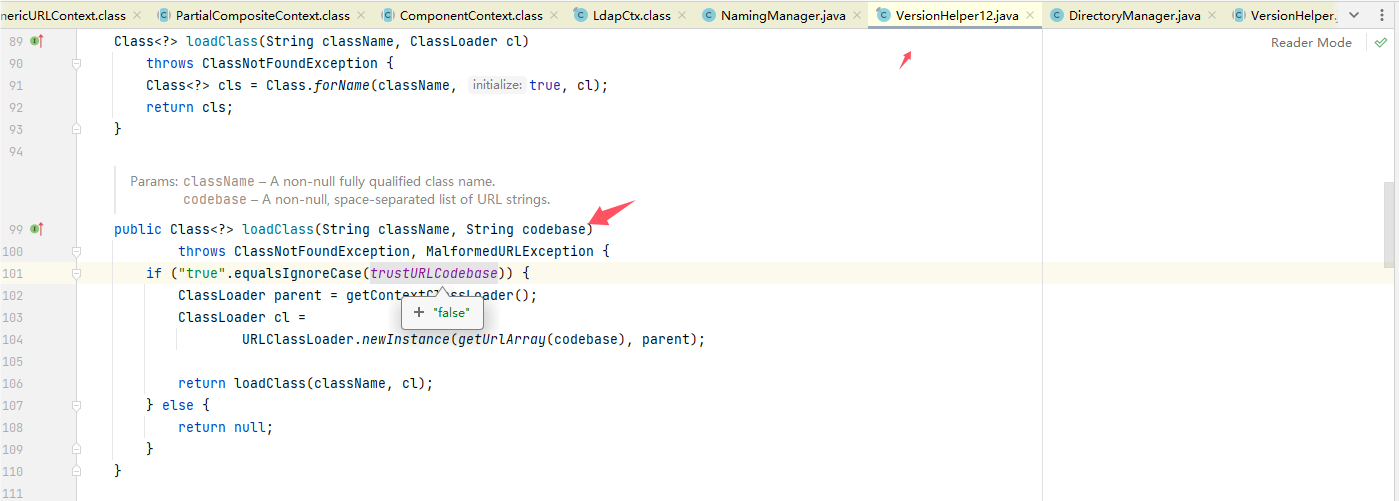 nericURLContext.class PartialCompositeContext.class ComponentContext.class LdapCtx.class NamingManager.java VersionHelper12.java DirectoryManager.java VersionHelper.
89 Class<?> loadClass(String className, ClassLoader cl)
Reader Mode
90 throws ClassNotFoundException {
91 Class<?> cls = Class.forName(className, initialize: true, cl);
92 return cls;
93 }
94
Params: className – A non-null fully qualified class name.
codebase – A non-null, space-separated list of URL strings.
99 public Class<?> loadClass(String className, String codebase)
100 throws ClassNotFoundException, MalformedURLException {
101 if ("true".equalsIgnoreCase(trustURLCodebase)) {
102 ClassLoader parent = getContextClassLoader();
+ "false"
103 ClassLoader cl =
104 URLClassLoader.newInstance(getUrlArray(codebase), parent);
105
106 return loadClass(className, cl);
107 } else {
108 return null;
109 }
110 }
111